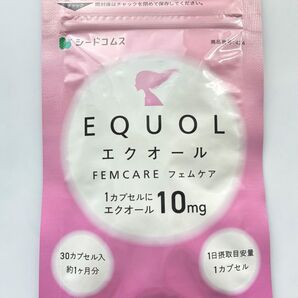 シードコムス
EQUOL
エクオール
FEMCARE フェムケア
1カプセルに
エクオール 10mg
30カプセル入
約1ヶ月分
1日摂取目安量
1カプセル